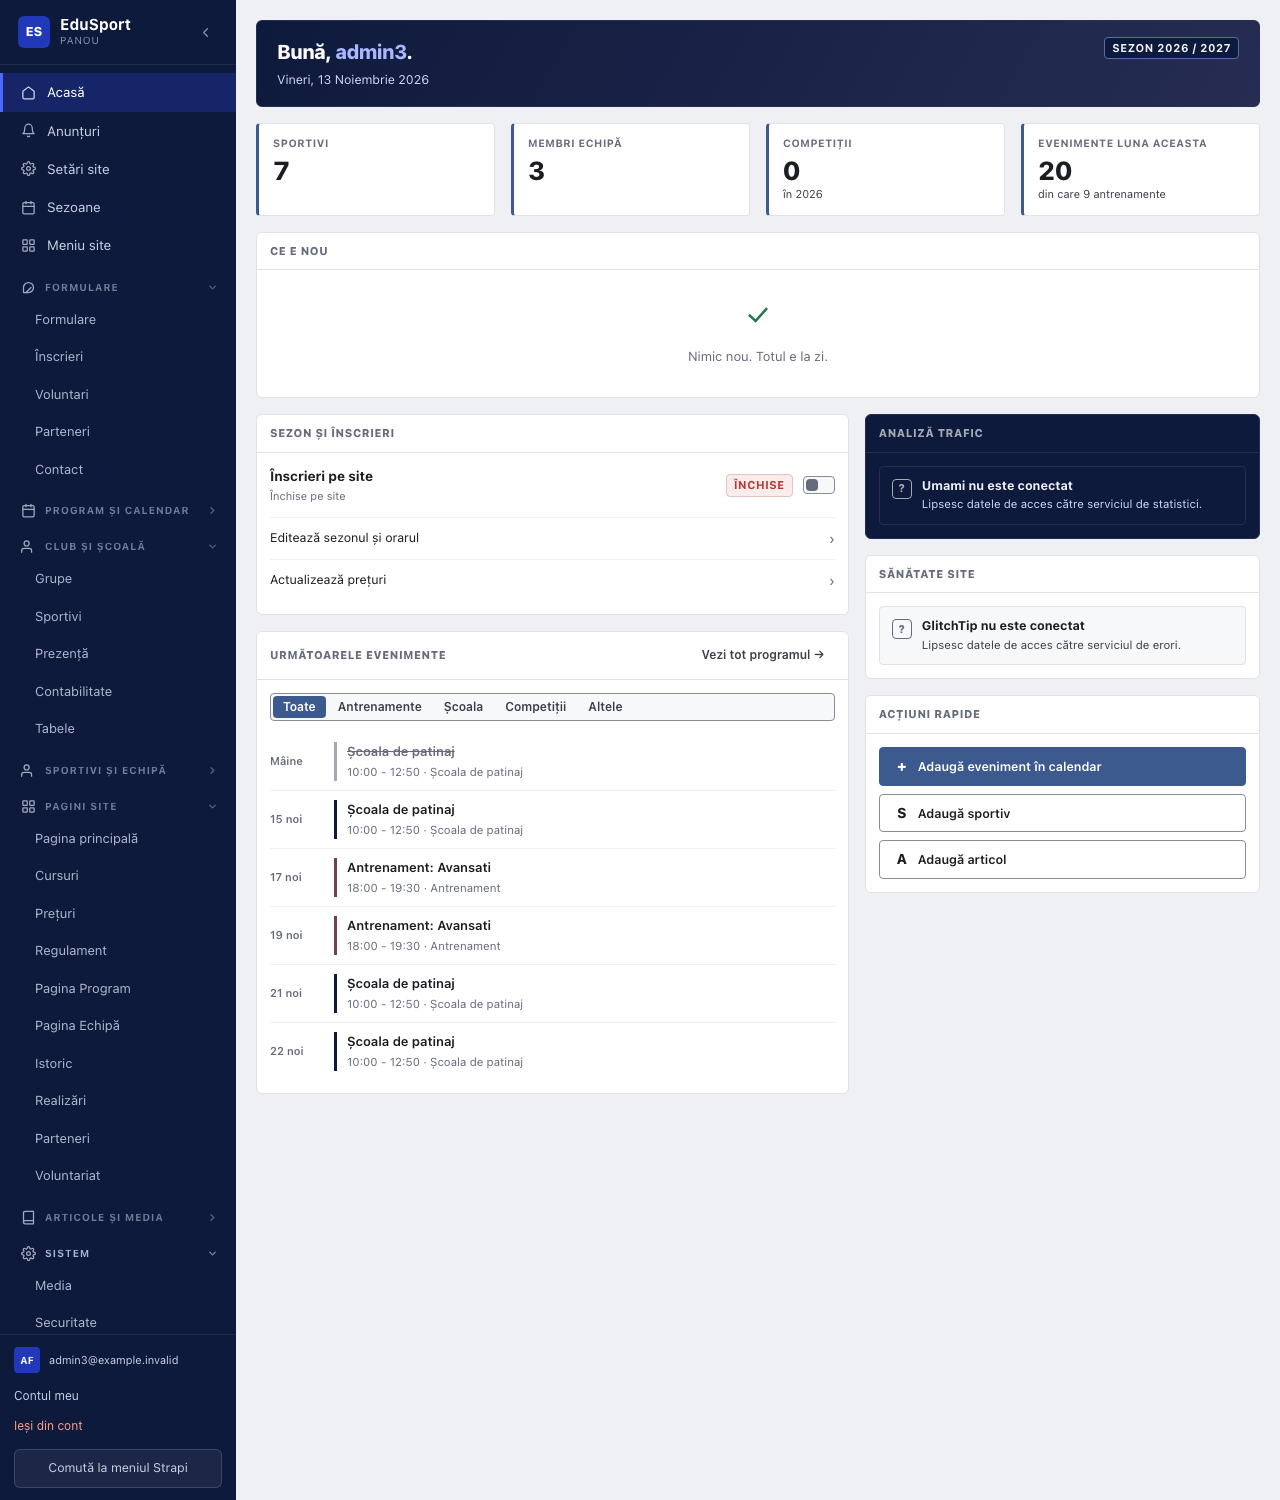 ES
EduSport
PANOU
Acasă
Anunțuri
Setări site
Sezoane
Meniu site
FORMULARE
Formulare
Înscrieri
Voluntari
Parteneri
Contact
PROGRAM ȘI CALENDAR
CLUB ȘI ȘCOALĂ
Grupe
Sportivi
Prezență
Contabilitate
Tabele
SPORTIVI ȘI ECHIPĂ
PAGINI SITE
Pagina principală
Cursuri
Prețuri
Regulament
Pagina Program
Pagina Echipă
Istoric
Realizări
Parteneri
Voluntariat
ARTICOLE ȘI MEDIA
SISTEM
Media
Securitate
AF
admin3@example.invalid
Contul meu
Ieși din cont
Comută la meniul Strapi
Bună, admin3.
Vineri, 13 Noiembrie 2026
SEZON 2026 / 2027
SPORTIVI
7
MEMBRI ECHIPĂ
3
COMPETIȚII
0
în 2026
EVENIMENTE LUNA ACEASTA
20
din care 9 antrenamente
CE E NOU
Nimic nou. Totul e la zi.
SEZON ȘI ÎNSCRIERI
Înscrieri pe site
Închise pe site
ÎNCHISE
Editează sezonul și orarul ›
Actualizează prețuri ›
URMĂTOARELE EVENIMENTE
Vezi tot programul →
Toate Antrenamente Școala Competiții Altele
Mâine
Școala de patinaj
10:00 - 12:50 · Școala de patinaj
15 noi
Școala de patinaj
10:00 - 12:50 · Școala de patinaj
17 noi
Antrenament: Avansati
18:00 - 19:30 · Antrenament
19 noi
Antrenament: Avansati
18:00 - 19:30 · Antrenament
21 noi
Școala de patinaj
10:00 - 12:50 · Școala de patinaj
22 noi
Școala de patinaj
10:00 - 12:50 · Școala de patinaj
ANALIZĂ TRAFIC
?
Umami nu este conectat
Lipsesc datele de acces către serviciul de statistici.
SĂNĂTATE SITE
?
GlitchTip nu este conectat
Lipsesc datele de acces către serviciul de erori.
ACȚIUNI RAPIDE
+ Adaugă eveniment în calendar
S Adaugă sportiv
A Adaugă articol